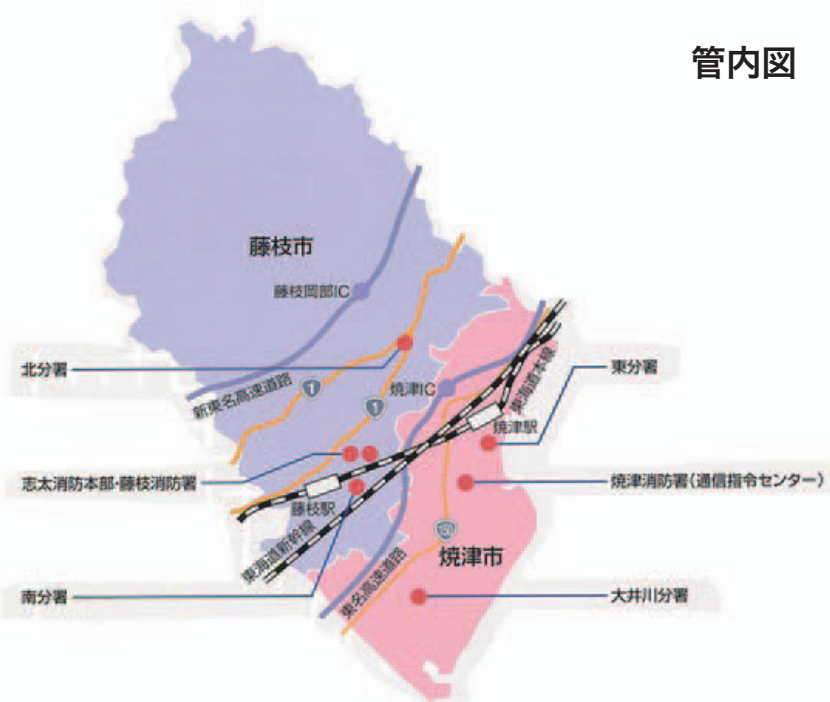 管内図
藤枝市
藤枝岡部IC
北分署
新東名高速道路
1
焼津IC
1
東海道本線
東分署
焼津駅
志太消防本部・藤枝消防署
藤枝駅
焼津消防署(通信指令センター)
東海道新幹線
150
焼津市
東名高速道路
南分署
大井川分署